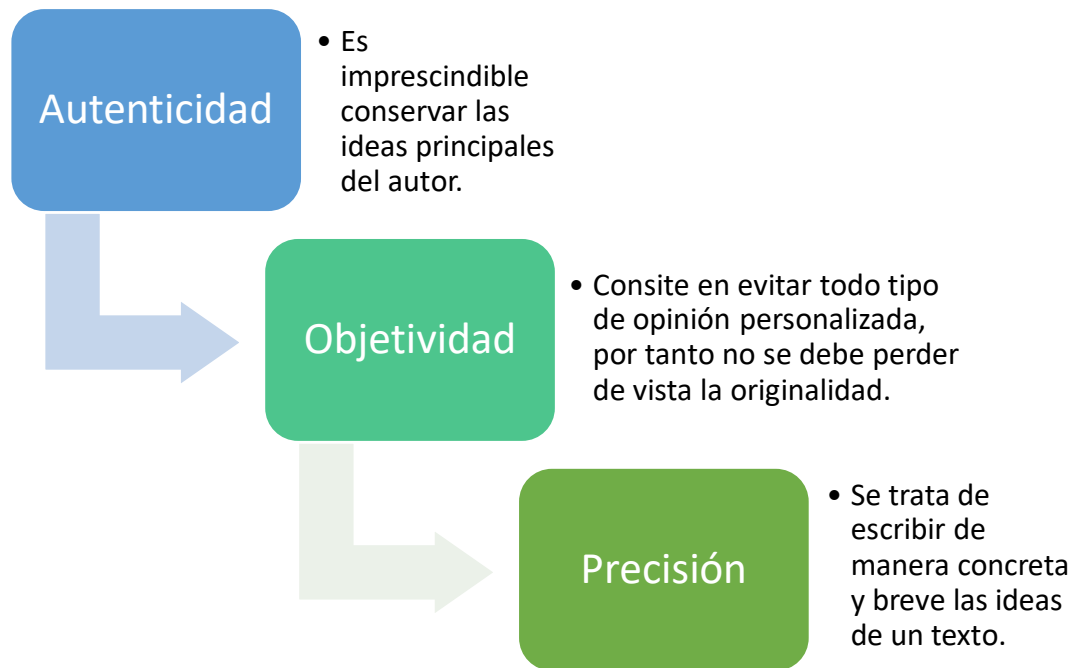 Autenticidad
• Es
imprescindible
conservar las
ideas principales
del autor.
Objetividad
• Consite en evitar todo tipo
de opinión personalizada,
por tanto no se debe perder
de vista la originalidad.
Precisión
• Se trata de
escribir de
manera concreta
y breve las ideas
de un texto.